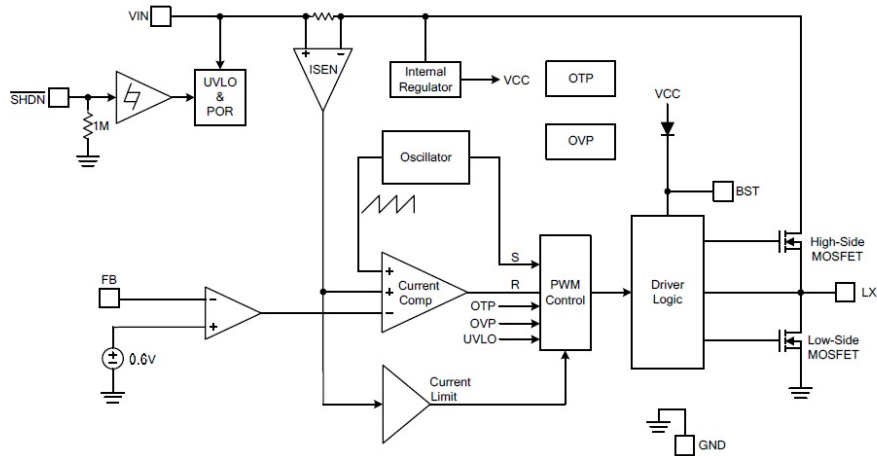 VIN
ISEN
Internal
Regulator
VCC
OTP
SHDN
UVLO
&
POR
1M
VCC
OVP
Oscillator
BST
High-Side
MOSFET
S
FB
Current
Comp
R
PWM
Control
Driver
Logic
LX
OTP
OVP
UVLO
0.6V
Low-Side
MOSFET
Current
Limit
GND